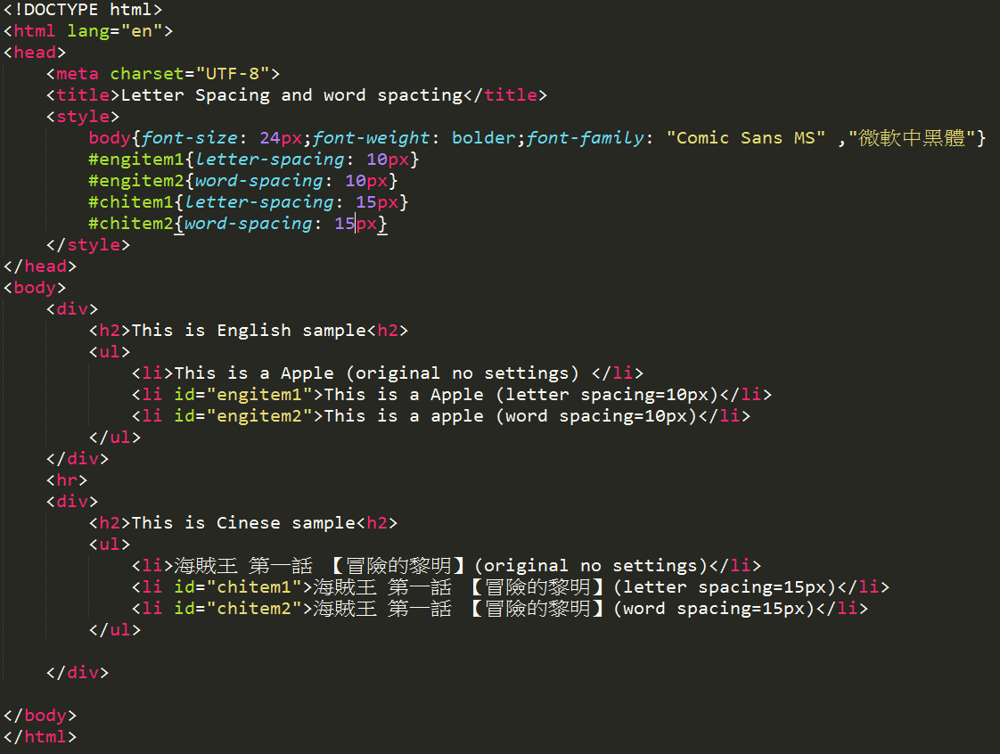 <!DOCTYPE html>
<html lang="en">
<head>
    <meta charset="UTF-8">
    <title>Letter Spacing and word spacting</title>
    <style>
        body{font-size: 24px;font-weight: bolder;font-family: "Comic Sans MS" ,"微軟中黑體"}
        #engitem1{letter-spacing: 10px}
        #engitem2{word-spacing: 10px}
        #chitem1{letter-spacing: 15px}
        #chitem2{word-spacing: 15px}
    </style>
</head>
<body>
    <div>
        <h2>This is English sample<h2>
        <ul>
            <li>This is a Apple (original no settings) </li>
            <li id="engitem1">This is a Apple (letter spacing=10px)</li>
            <li id="engitem2">This is a apple (word spacing=10px)</li>
        </ul>
    </div>
    <hr>
    <div>
        <h2>This is Cinese sample<h2>
        <ul>
            <li>海賊王 第一話 【冒險的黎明】(original no settings)</li>
            <li id="chitem1">海賊王 第一話 【冒險的黎明】(letter spacing=15px)</li>
            <li id="chitem2">海賊王 第一話 【冒險的黎明】(word spacing=15px)</li>
        </ul>
    </div>
</body>
</html>